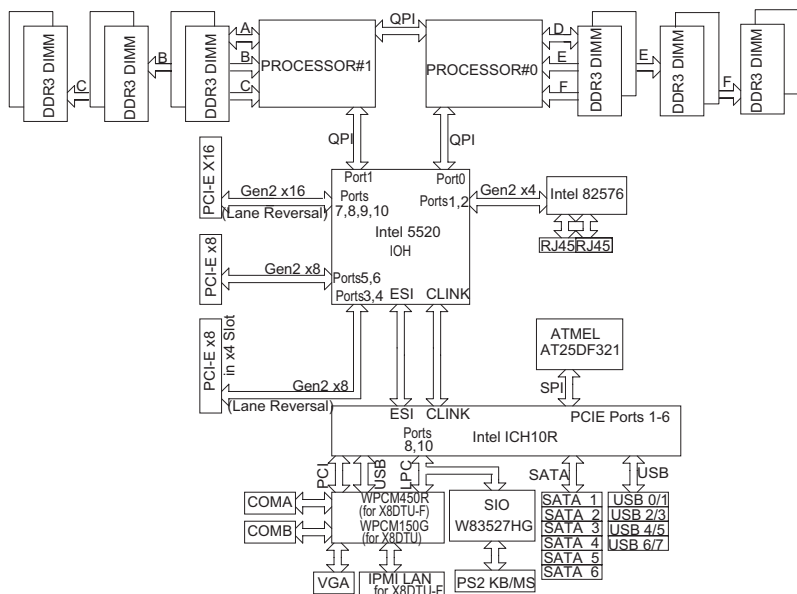 QPI
A
B
C
B
C
DDR3 DIMM
DDR3 DIMM
DDR3 DIMM
PROCESSOR#1
PROCESSOR#0
D
E
F
E
F
DDR3 DIMM
DDR3 DIMM
DDR3 DIMM
QPI
QPI
PCI-E X16
Gen2 x16
(Lane Reversal)
Port1
Port0
Ports
7,8,9,10
Ports1,2
Gen2 x4
Intel 82576
RJ45
RJ45
Intel 5520
IOH
PCI-E x8
Gen2 x8
Ports5,6
Ports3,4
ESI
CLINK
PCI-E x8
in x4 Slot
Gen2 x8
(Lane Reversal)
ATMEL
AT25DF321
SPI
ESI
CLINK
PCIE Ports 1-6
Intel ICH10R
Ports
8,10
PCI
USB
LPC
SATA
USB
COMA
COMB
WPCM450R
(for X8DTU-F)
WPCM150G
(for X8DTU)
SIO
W83527HG
SATA 1
SATA 2
SATA 3
SATA 4
SATA 5
SATA 6
USB 0/1
USB 2/3
USB 4/5
USB 6/7
VGA
IPMI LAN
for X8DTU-F
PS2 KB/MS